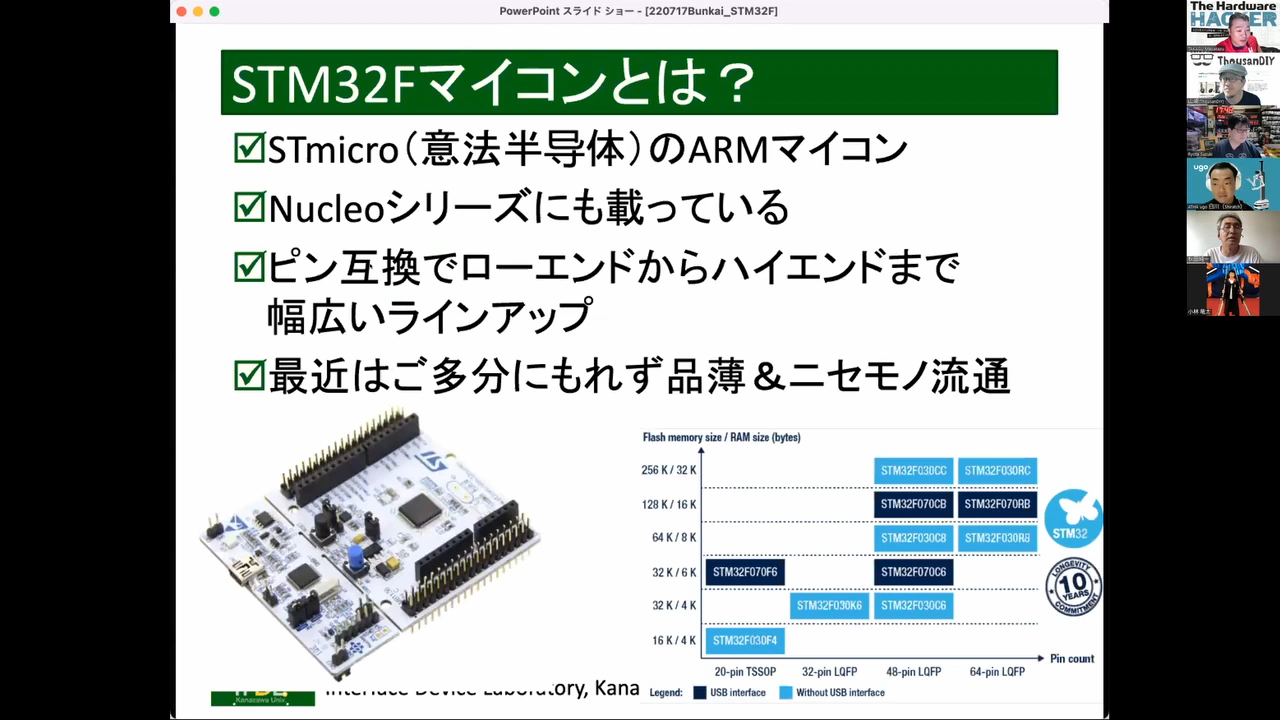 PowerPoint スライド ショー - [220717Bunkai_STM32F]
STM32Fマイコンとは？
STmicro（意法半导体）のARMマイコン
Nucleoシリーズにも載っている
ピン互換でローエンドからハイエンドまで
幅広いラインアップ
最近はご多分にもれず品薄＆ニセモノ流通
Flash memory size / RAM size (bytes)
256 K / 32 K
STM32F030CC
STM32F030RC
128 K / 16 K
STM32F070CB
STM32F070RB
64 K / 8 K
STM32F030C8
STM32F030R8
32 K / 6 K
STM32F070F6
STM32F070C6
32 K / 4 K
STM32F030K6
STM32F030C6
16 K / 4 K
STM32F030F4
20-pin TSSOP
32-pin LQFP
48-pin LQFP
64-pin LQFP
Pin count
Legend:
USB interface
Without USB interface
STM32
LONGEVITY
10
YEARS
COMMITMENT
Kanazawa Univ.
Interface Device Laboratory, Kana
The Hardware
HACKER
ThousanDIY
Ryota Suzuki
ugo